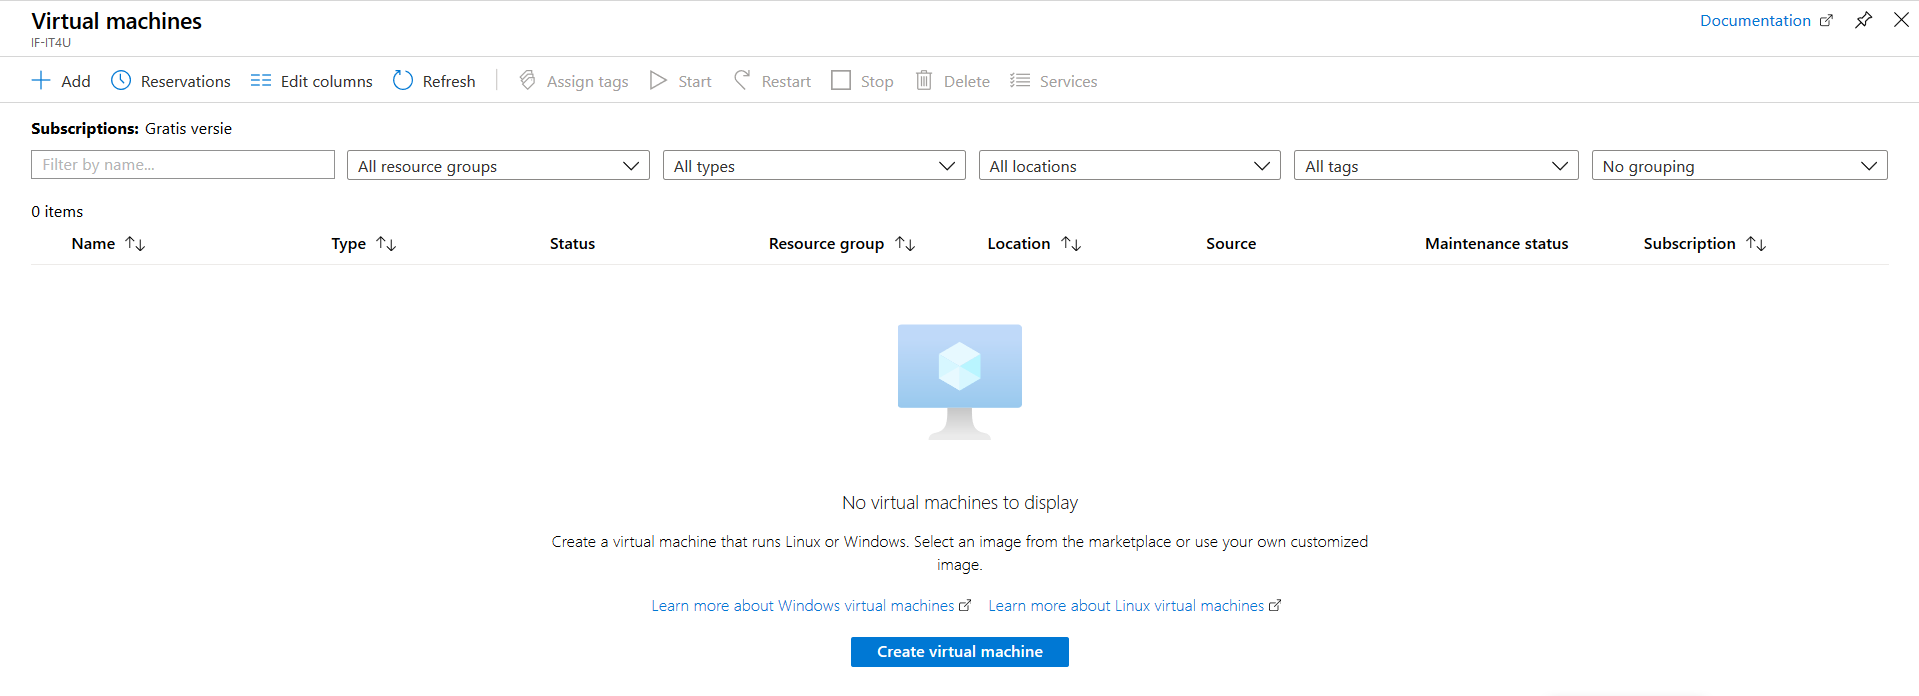 Virtual machines
IF-IT4U
Documentation
Add Reservations Edit columns Refresh Assign tags Start Restart Stop Delete Services
Subscriptions: Gratis versie
Filter by name... All resource groups All types All locations All tags No grouping
0 items
Name Type Status Resource group Location Source Maintenance status Subscription
No virtual machines to display
Create a virtual machine that runs Linux or Windows. Select an image from the marketplace or use your own customized
image.
Learn more about Windows virtual machines Learn more about Linux virtual machines
Create virtual machine